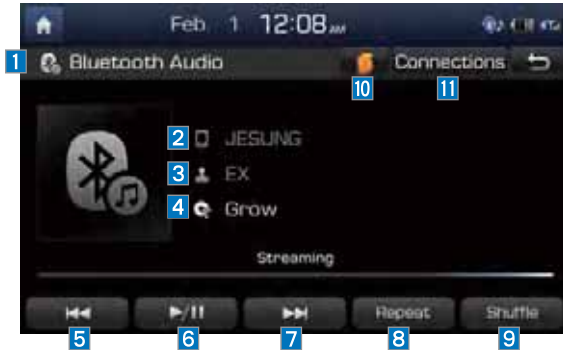 Feb 1 12:08 AM
1 Bluetooth Audio 10 Connections 11
2 JESUNG
3 EX
4 Grow
Streaming
Repeat Shuffle
5 6 7 8 9